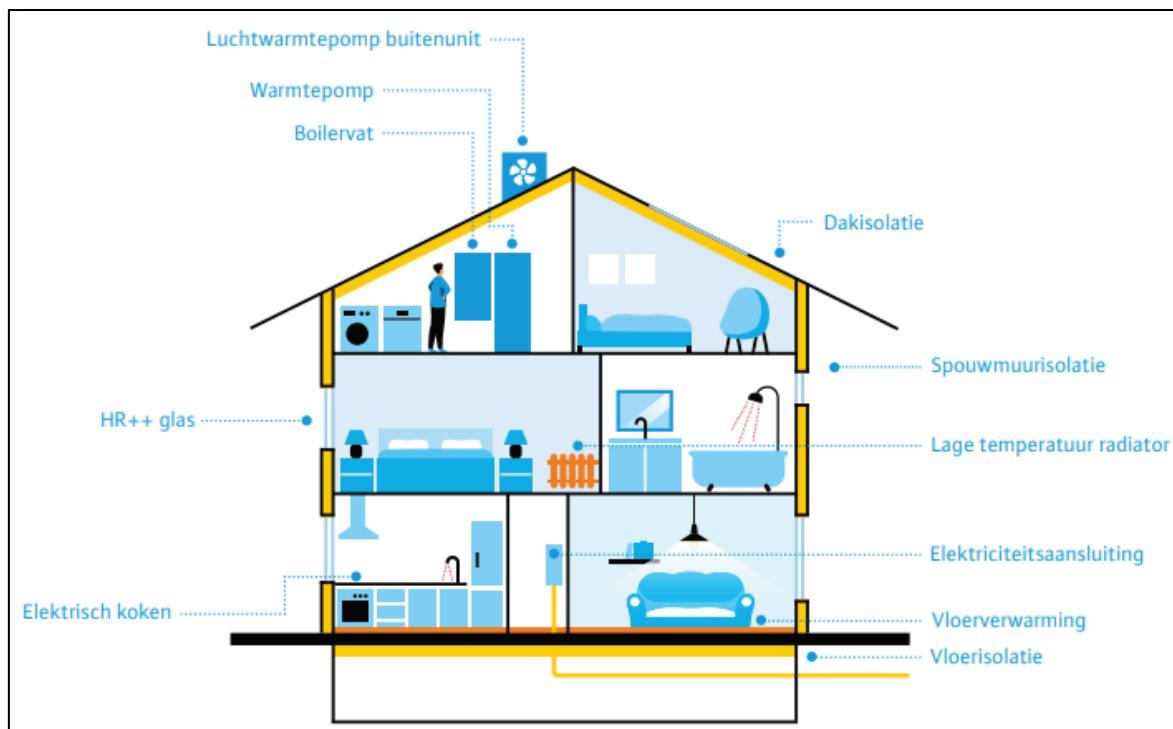 Luchtwarmtepomp buitenunit
Warmtepomp
Boilervat
Dakisolatie
Spouwmuurisolatie
HR++ glas
Lage temperatuur radiator
Elektriciteitsaansluiting
Elektrisch koken
Vloerverwarming
Vloerisolatie